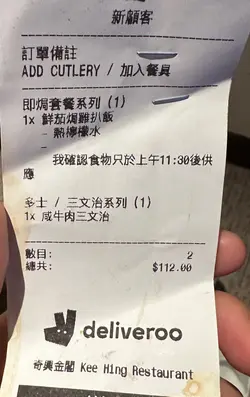 新顧客
訂單備註
ADD CUTLERY / 加入餐具
即焗套餐系列 (1)
1x 鮮茄焗雞扒飯
- 熱檸檬水
-
我確認食物只於上午11:30後供
應
多士 / 三文治系列 (1)
1x 咸牛肉三文治
數目: 2
總共: $112.00
deliveroo
奇興金閣 Kee Hing Restaurant